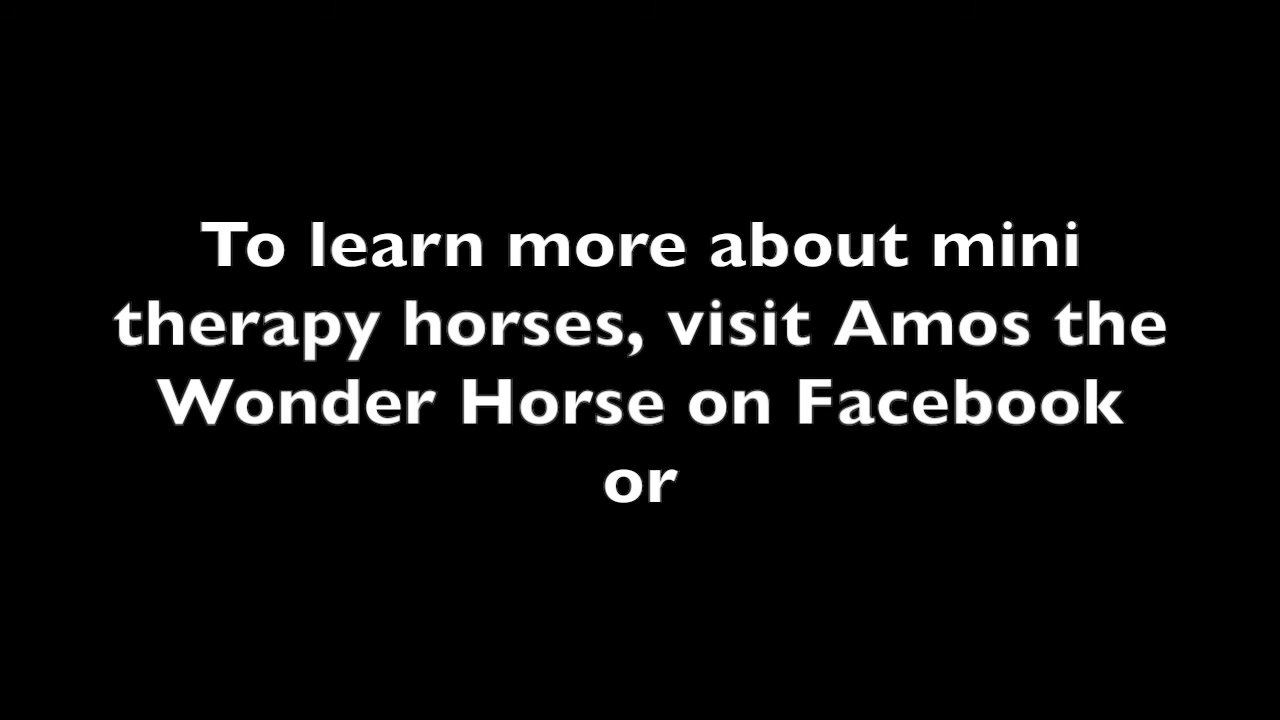 To learn more about mini
therapy horses, visit Amos the
Wonder Horse on Facebook
or